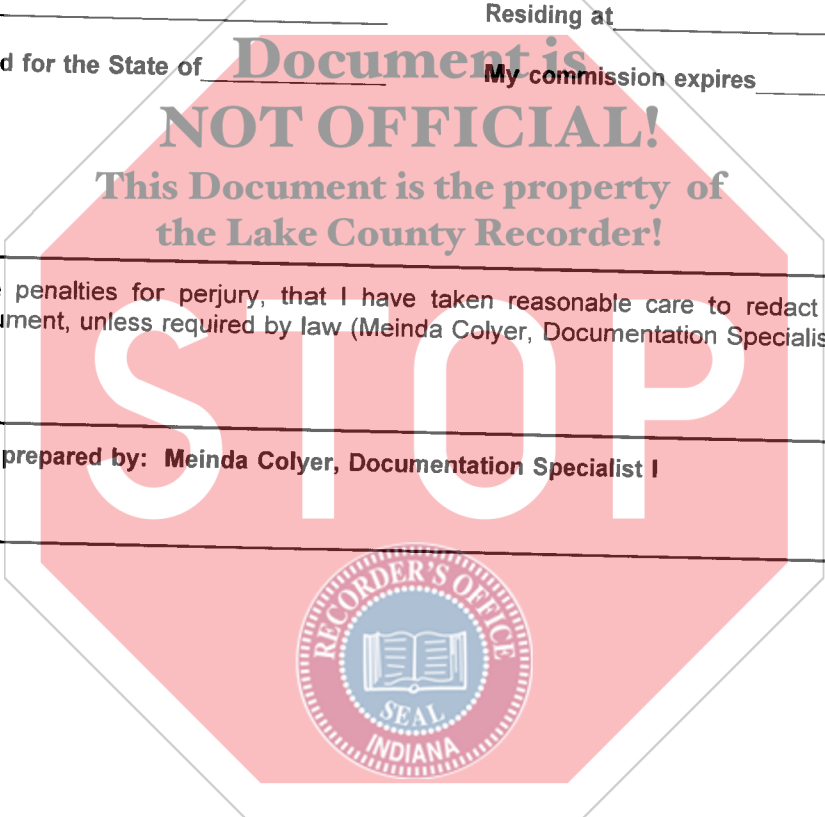 Residing at
d for the State of
My commission expires
Document is
NOT OFFICIAL!
This Document is the property of
the Lake County Recorder!
penalties for perjury, that I have taken reasonable care to redact
ument, unless required by law (Meinda Colyer, Documentation Specialis
STOP
prepared by: Meinda Colyer, Documentation Specialist I
RECORDER'S OFFICE
SEAL
INDIANA